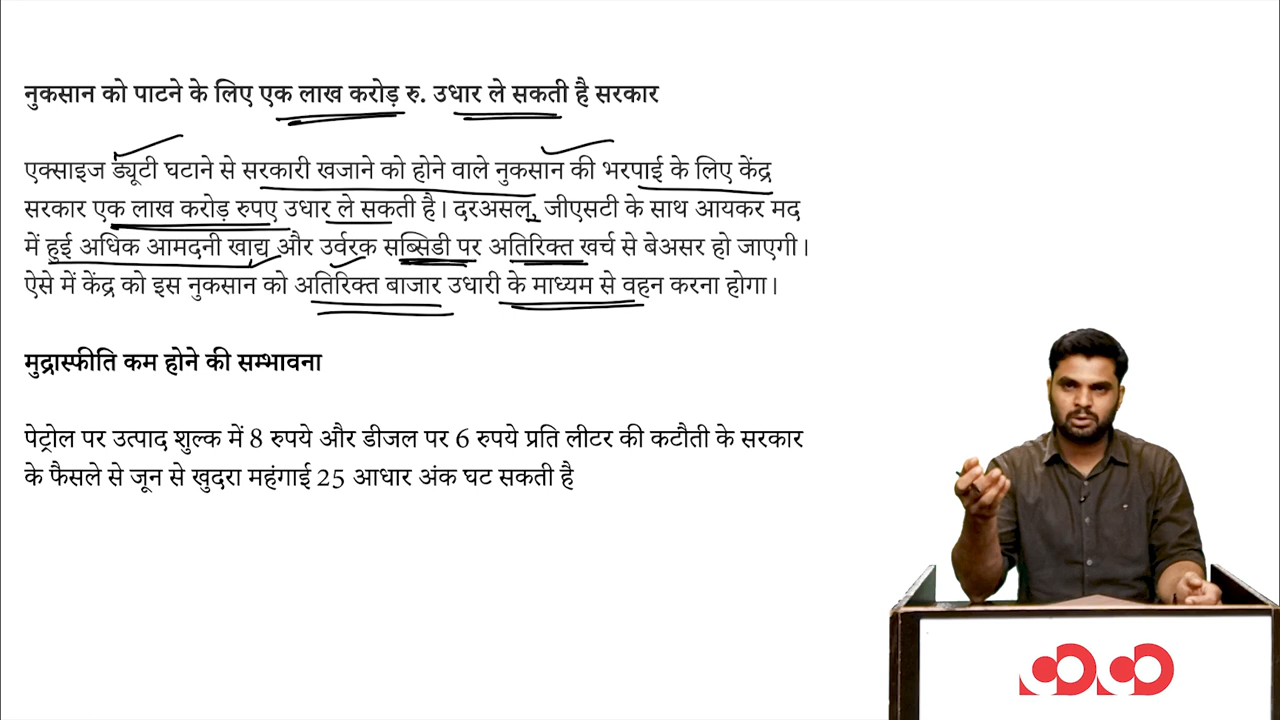 नुकसान को पाटने के लिए एक लाख करोड़ रु. उधार ले सकती है सरकार
एक्साइज ड्यूटी घटाने से सरकारी खजाने को होने वाले नुकसान की भरपाई के लिए केंद्र
सरकार एक लाख करोड़ रुपए उधार ले सकती है। दरअसल, जीएसटी के साथ आयकर मद
में हुई अधिक आमदनी खाद्य और उर्वरक सब्सिडी पर अतिरिक्त खर्च से बेअसर हो जाएगी।
ऐसे में केंद्र को इस नुकसान को अतिरिक्त बाजार उधारी के माध्यम से वहन करना होगा।
मुद्रास्फीति कम होने की सम्भावना
पेट्रोल पर उत्पाद शुल्क में 8 रुपये और डीजल पर 6 रुपये प्रति लीटर की कटौती के सरकार
के फैसले से जून से खुदरा महंगाई 25 आधार अंक घट सकती है